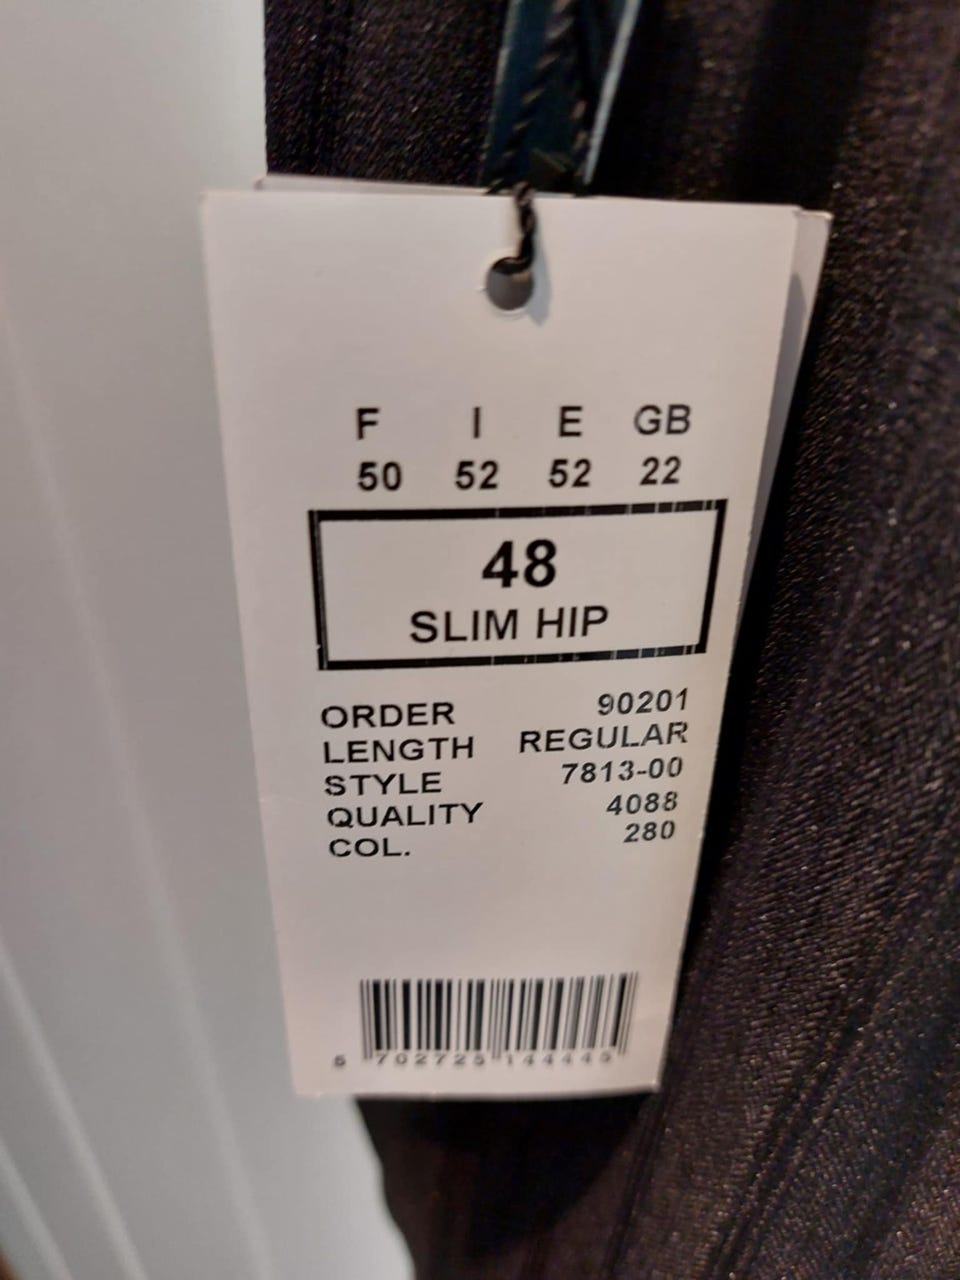 F I E GB
50 52 52 22
48
SLIM HIP
ORDER 90201
LENGTH REGULAR
STYLE 7813-00
QUALITY 4088
COL. 280
5 702725 144445